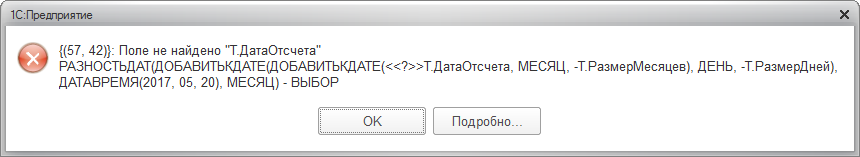 1С:Предприятие
{(57, 42)}: Поле не найдено "Т.ДатаОтсчета"
РАЗНОСТЬДАТ(ДОБАВИТЬКДАТЕ(ДОБАВИТЬКДАТЕ(<<?>>Т.ДатаОтсчета, МЕСЯЦ, -Т.РазмерМесяцев), ДЕНЬ, -Т.РазмерДней),
ДАТАВРЕМЯ(2017, 05, 20), МЕСЯЦ) - ВЫБОР
OK Подробно...